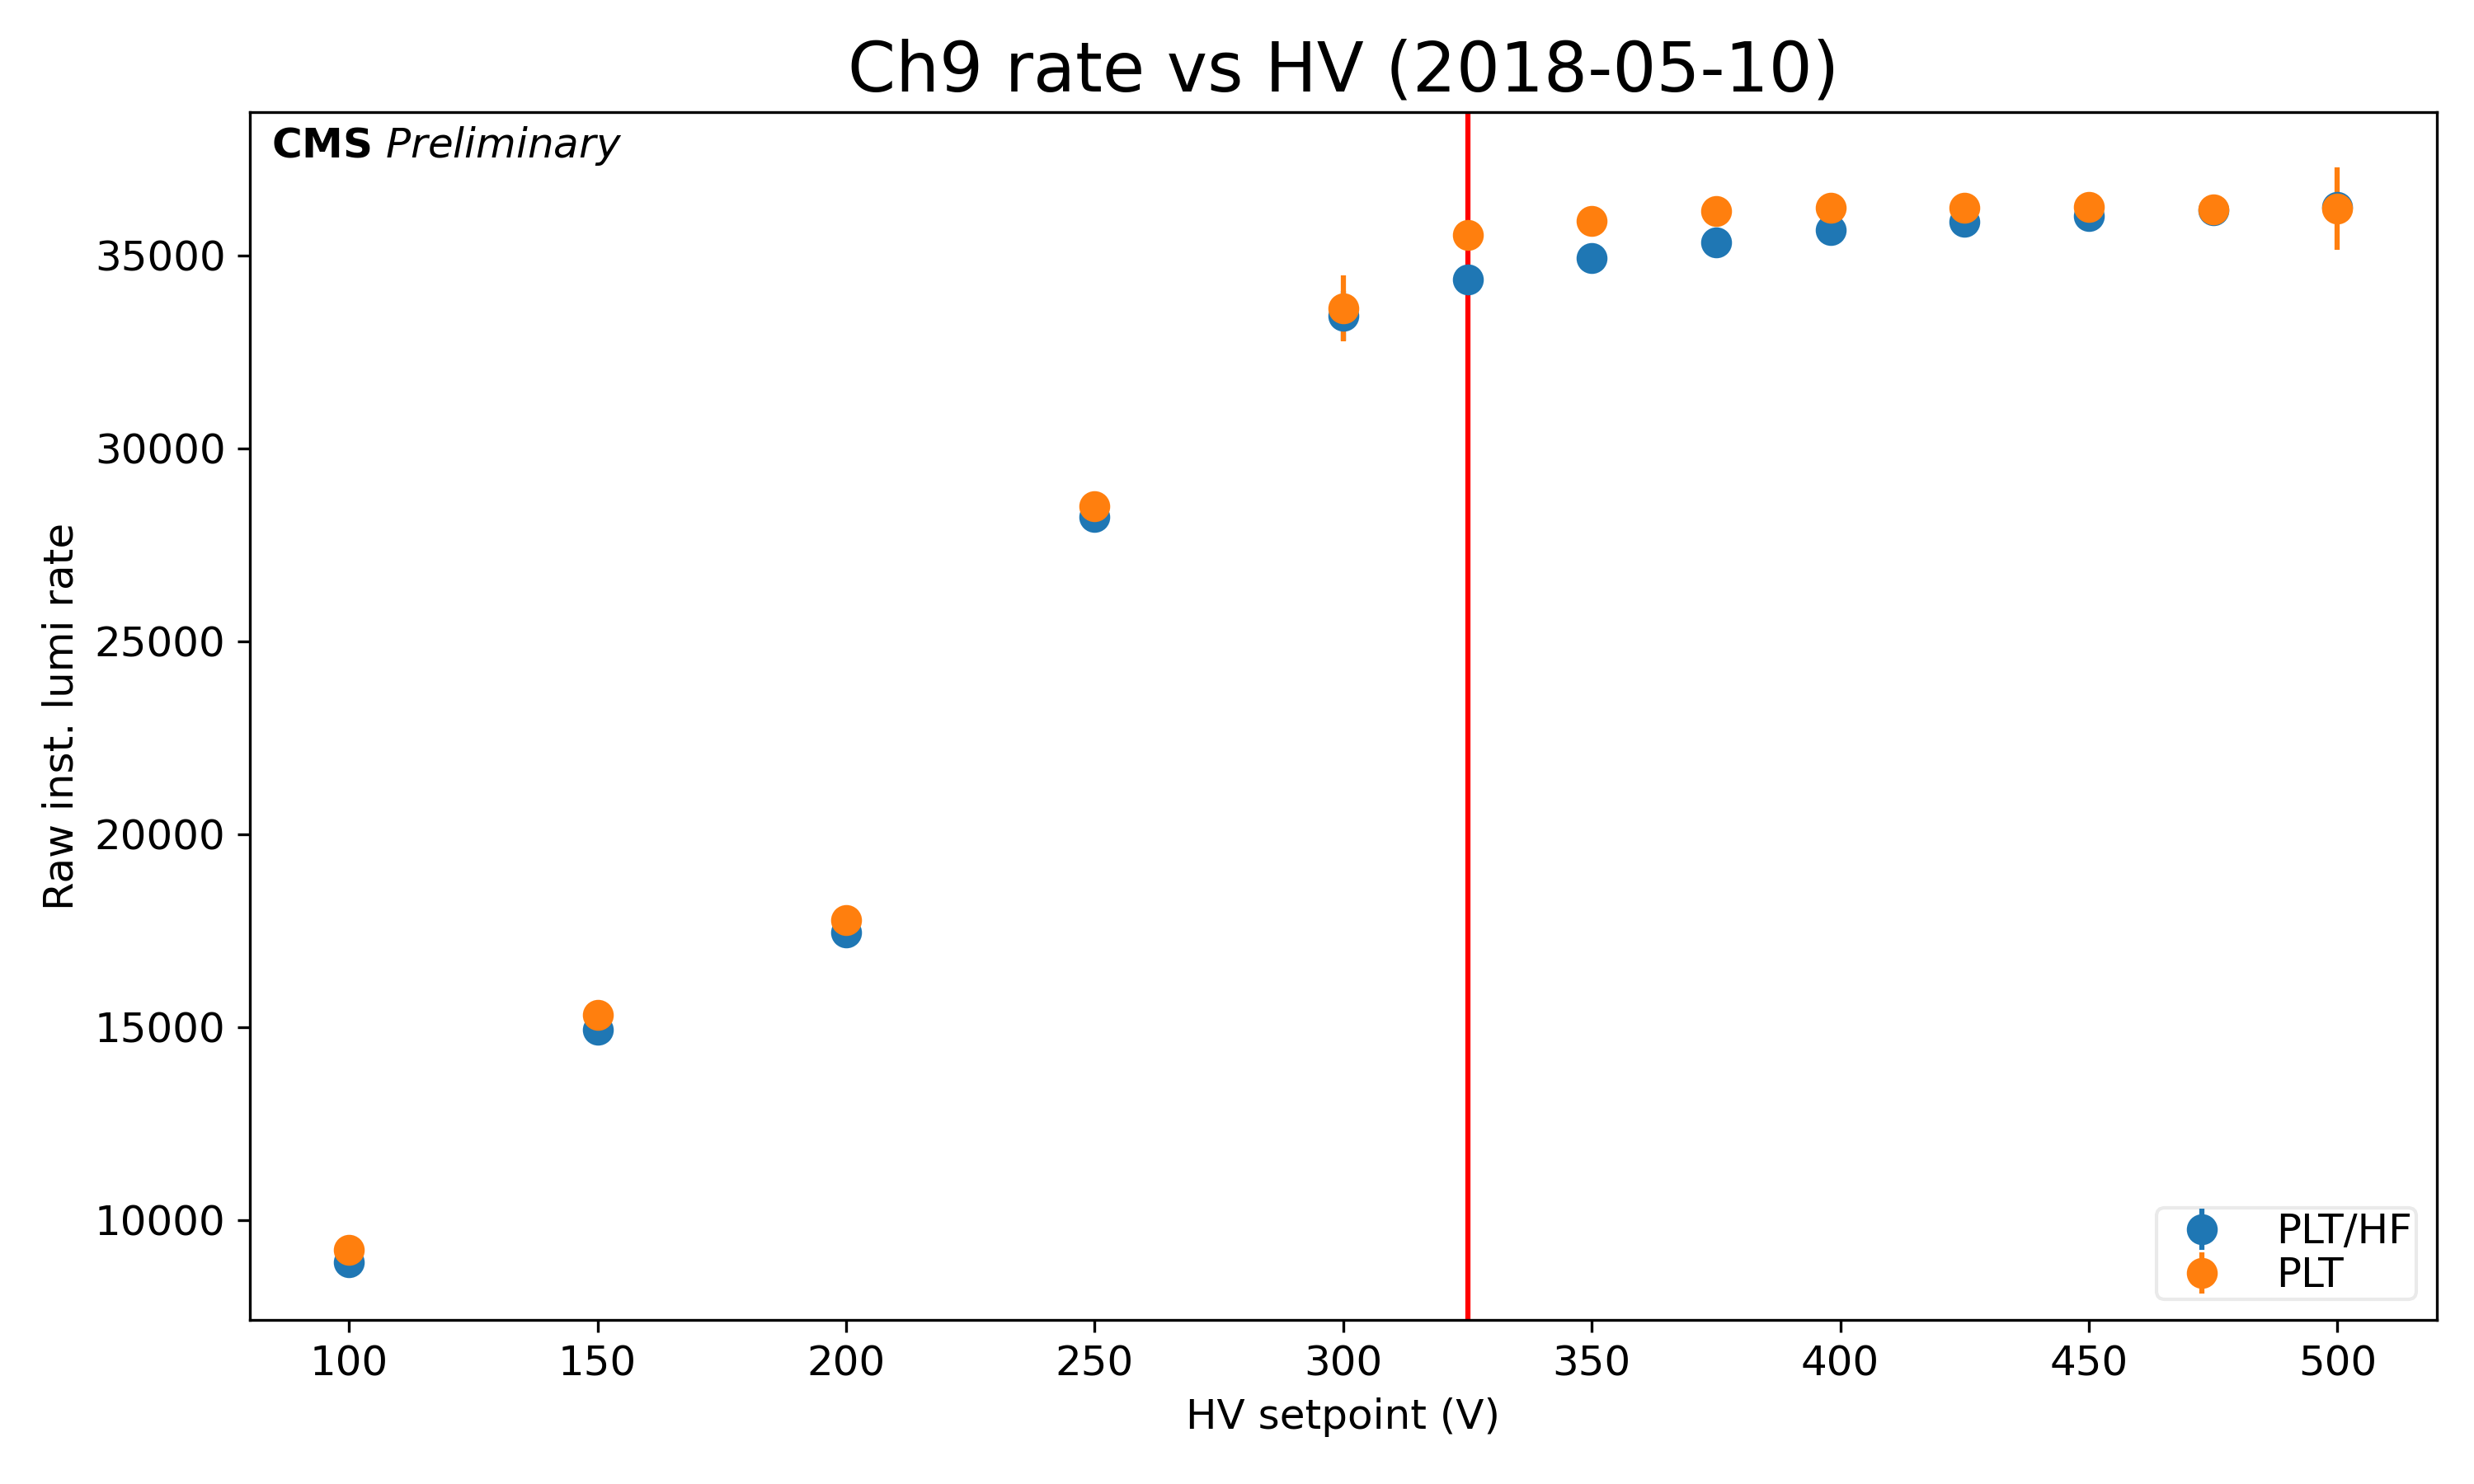 Ch9 rate vs HV (2018-05-10)
CMS Preliminary
35000
30000
25000
20000
15000
10000
Raw inst. lumi rate
PLT/HF
PLT
100 150 200 250 300 350 400 450 500
HV setpoint (V)